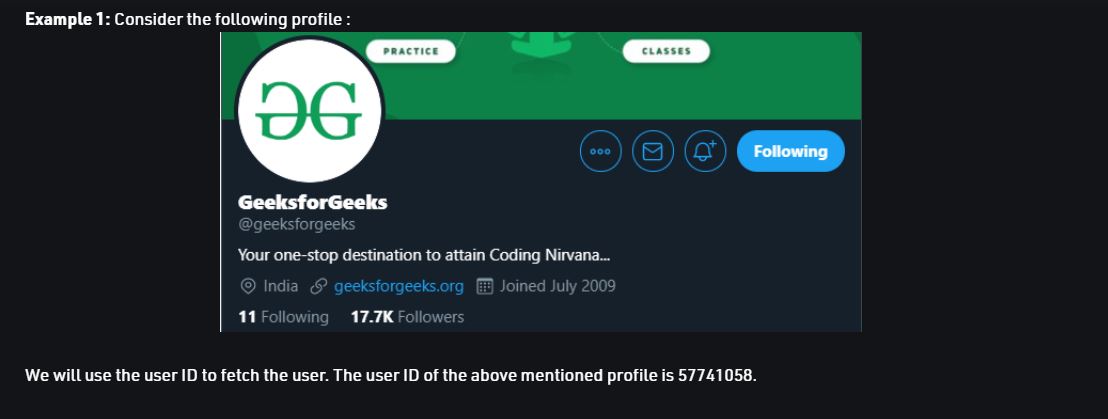 Example 1: Consider the following profile :
PRACTICE
CLASSES
GG
Following
GeeksforGeeks
@geeksforgeeks
Your one-stop destination to attain Coding Nirvana...
India geeksforgeeks.org Joined July 2009
11 Following 17.7K Followers
We will use the user ID to fetch the user. The user ID of the above mentioned profile is 57741058.